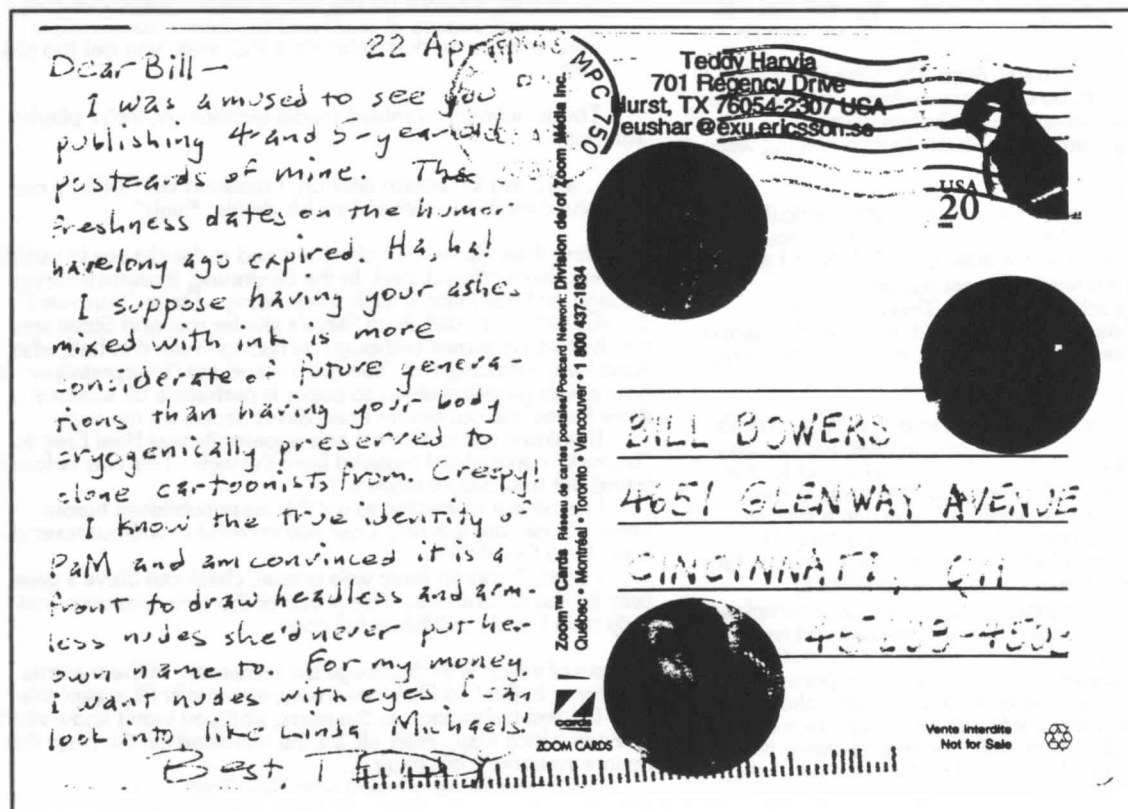 22 Apr
Dear Bill —
I was amused to see you
publishing 4- and 5-year old
postcards of mine. The
freshness dates on the humor
have long ago expired. Ha, ha!
I suppose having your ashes
mixed with ink is more
considerate of future genera-
tions than having your body
cryogenically preserved to
clone cartoonists from. Creepy
I know the true identity
PaM and am convinced it is a
front to draw headless and arm-
less nudes she'd never put her
own name to. For my money,
I want nudes with eyes I can
look into like Linda Michaels.
Best TEDDY
Zoom™ Cards Réseau de cartes postales/Postcard Network: Division de/of Zoom Média Inc.
Québec • Montréal • Toronto • Vancouver • 1 800 437-1834
ZOOM CARDS
MPC 750
Teddy Harvia
701 Regency Drive
Hurst, TX 76054-2307 USA
eushar@exu.ericsson.se
USA
20
BILL BOWERS
4651 GLENWAY AVENUE
CINCINNATI, OH
Vente interdite
Not for Sale